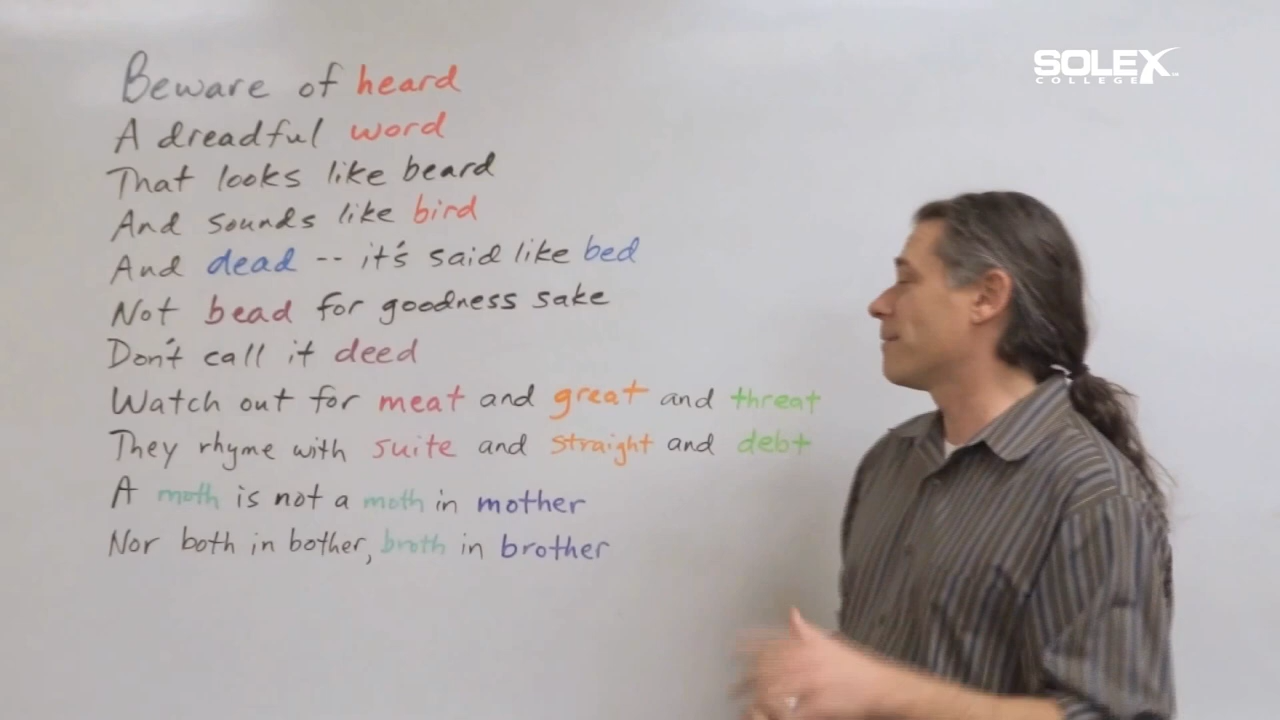 Beware of heard
A dreadful word
That looks like beard
And sounds like bird
And dead -- it's said like bed
Not bead for goodness sake
Don't call it deed
Watch out for meat and great and threat
They rhyme with suite and straight and debt
A moth is not a moth in mother
Nor both in bother, broth in brother
SOLEX
COLLEGE